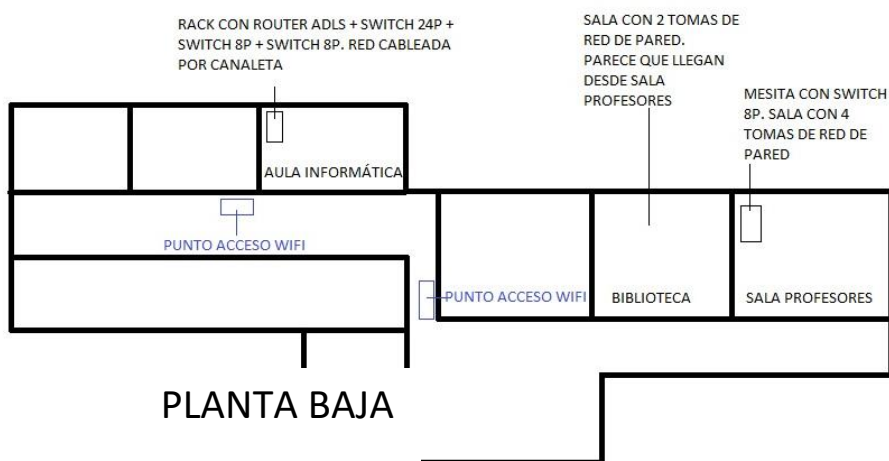 RACK CON ROUTER ADLS + SWITCH 24P +
SWITCH 8P + SWITCH 8P. RED CABLEADA
POR CANALETA
SALA CON 2 TOMAS DE
RED DE PARED.
PARECE QUE LLEGAN
DESDE SALA
PROFESORES
MESITA CON SWITCH
8P. SALA CON 4
TOMAS DE RED DE
PARED
AULA INFORMÁTICA
PUNTO ACCESO WIFI
PUNTO ACCESO WIFI
BIBLIOTECA
SALA PROFESORES
PLANTA BAJA